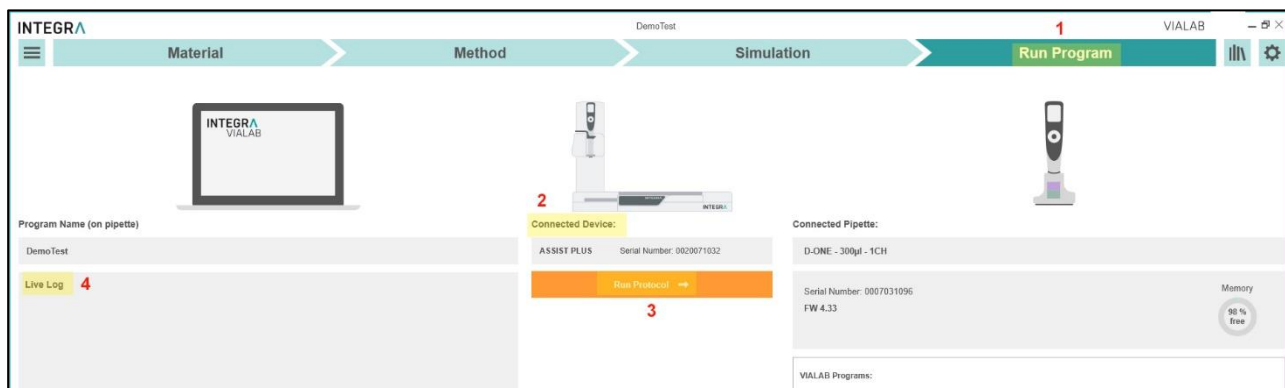 INTEGRA
DemoTest
1
VIALAB
Material
Method
Simulation
Run Program
INTEGRA
VIALAB
INTEGRA
2
Program Name (on pipette)
Connected Device:
Connected Pipette:
DemoTest
ASSIST PLUS Serial Number: 0020071032
D-ONE - 300µl - 1CH
Live Log 4
Run Protocol →
3
Serial Number: 0007031096
FW 4.33
Memory
98 %
free
VIALAB Programs: